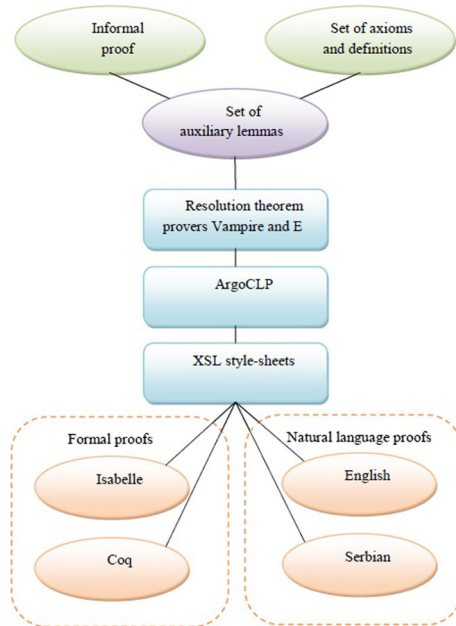 Informal
proof
Set of axioms
and definitions
Set of
auxiliary lemmas
Resolution theorem
provers Vampire and E
ArgoCLP
XSL style-sheets
Formal proofs
Isabelle
Coq
Natural language proofs
English
Serbian